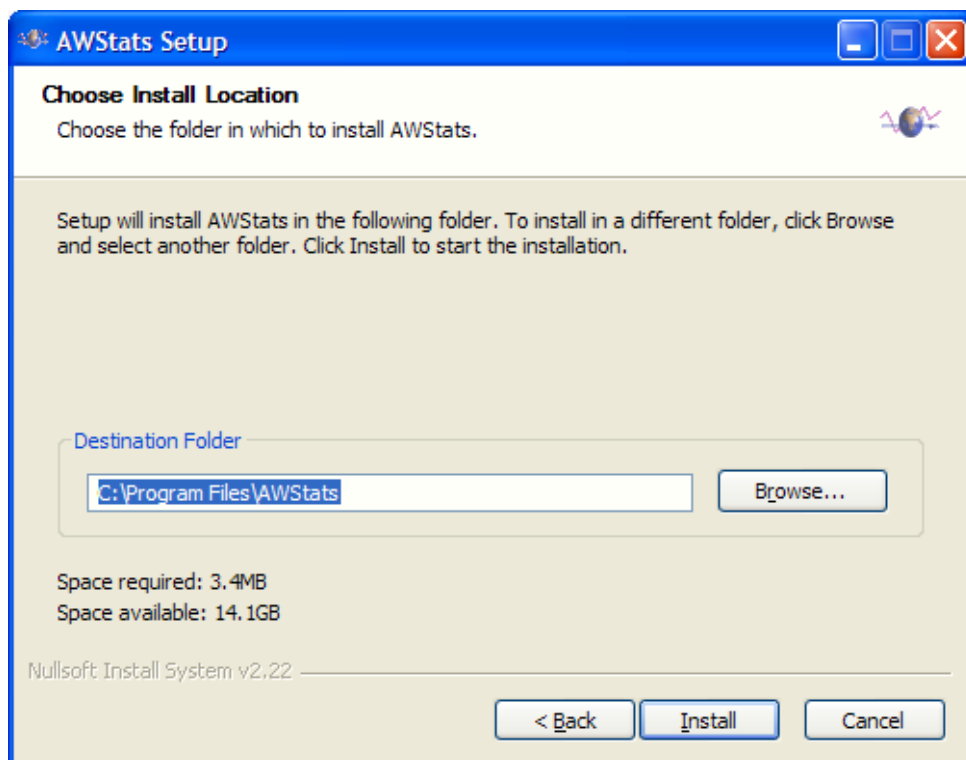 AWStats Setup
Choose Install Location
Choose the folder in which to install AWStats.
Setup will install AWStats in the following folder. To install in a different folder, click Browse
and select another folder. Click Install to start the installation.
Destination Folder
C:\Program Files\AWStats
Browse...
Space required: 3.4MB
Space available: 14.1GB
Nullsoft Install System v2.22
< Back
Install
Cancel